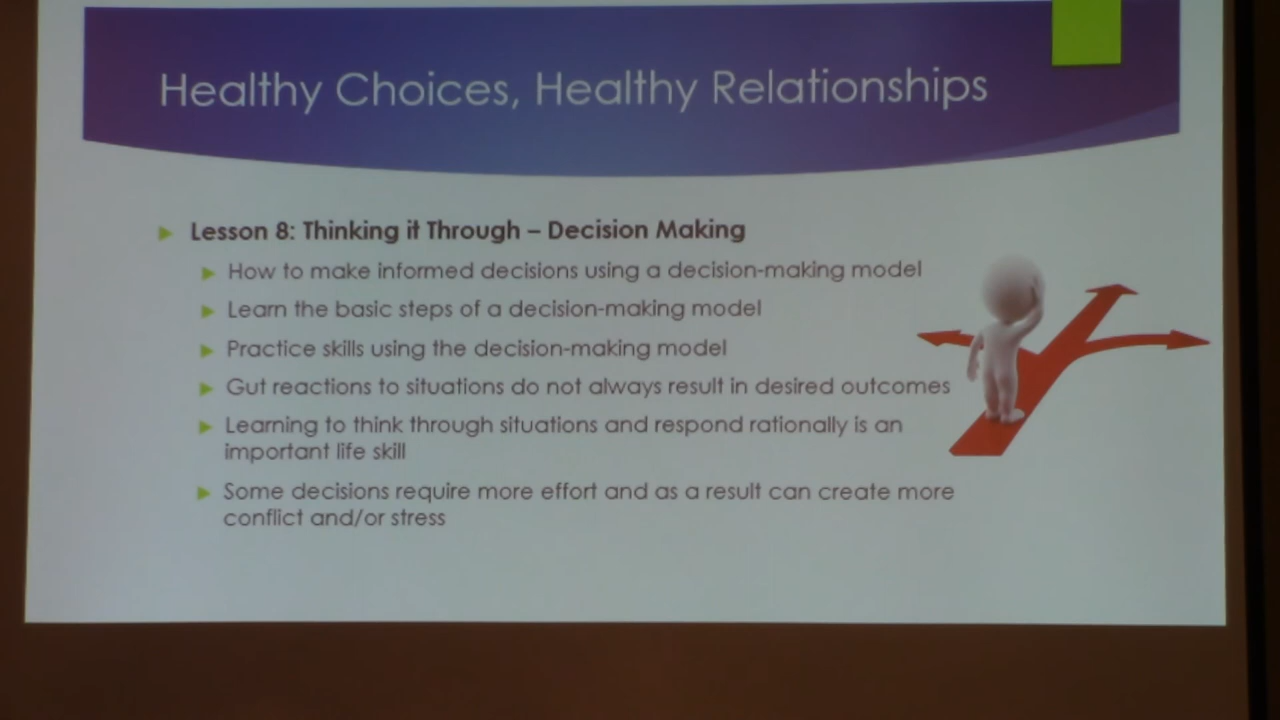 Healthy Choices, Healthy Relationships
Lesson 8: Thinking it Through – Decision Making
How to make informed decisions using a decision-making model
Learn the basic steps of a decision-making model
Practice skills using the decision-making model
Gut reactions to situations do not always result in desired outcomes
Learning to think through situations and respond rationally is an
important life skill
Some decisions require more effort and as a result can create more
conflict and/or stress